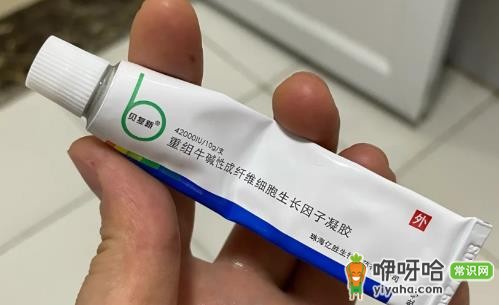 贝复新®
42000IU/10g/支
重组牛碱性成纤维细胞生长因子凝胶
外
珠海亿胜生
司
咿呀哈 常识网
yiyaha.com